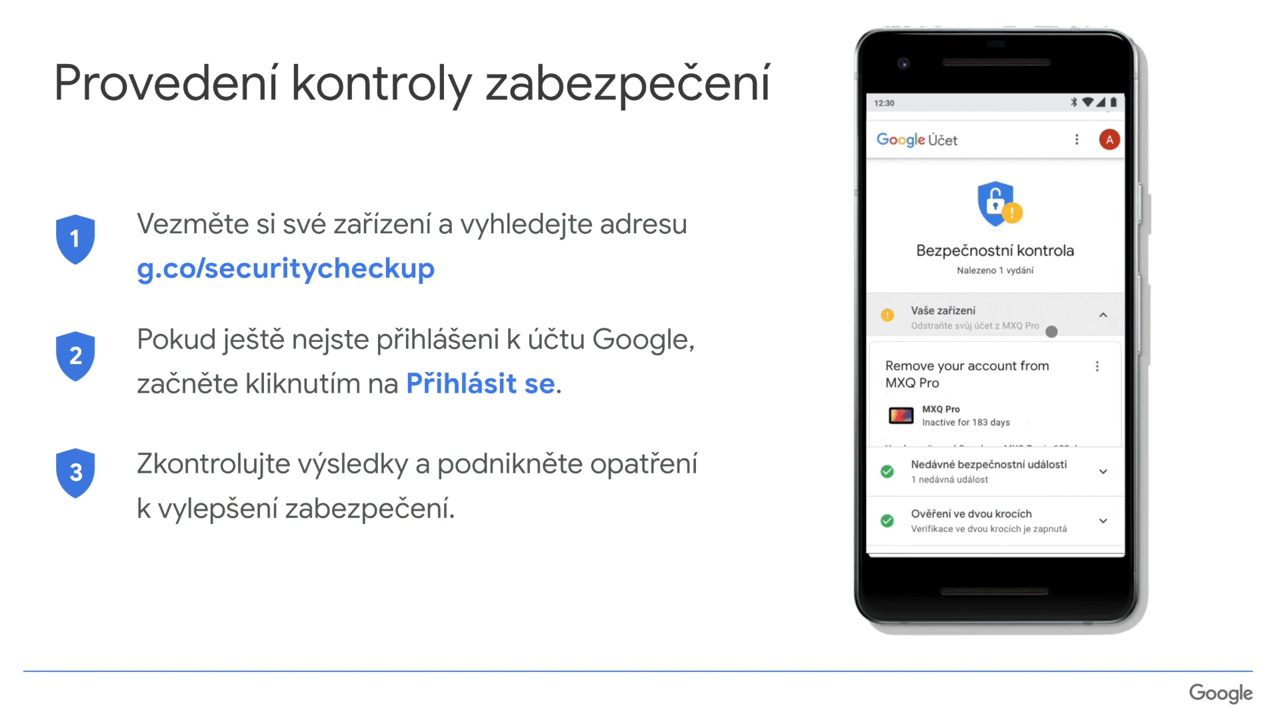 Provedení kontroly zabezpečení
1
Vezměte si své zařízení a vyhledejte adresu
g.co/securitycheckup
2
Pokud ještě nejste přihlášeni k účtu Google,
začněte kliknutím na Přihlásit se.
3
Zkontrolujte výsledky a podnikněte opatření
k vylepšení zabezpečení.
12:30
Google Účet
A
Bezpečnostní kontrola
Nalezeno 1 vydání
Vaše zařízení
Odstraňte svůj účet z MXQ Pro
Remove your account from
MXQ Pro
MXQ Pro
Inactive for 183 days
Nedávné bezpečnostní události
1 nedávná událost
Ověření ve dvou krocích
Verifikace ve dvou krocích je zapnutá
Google